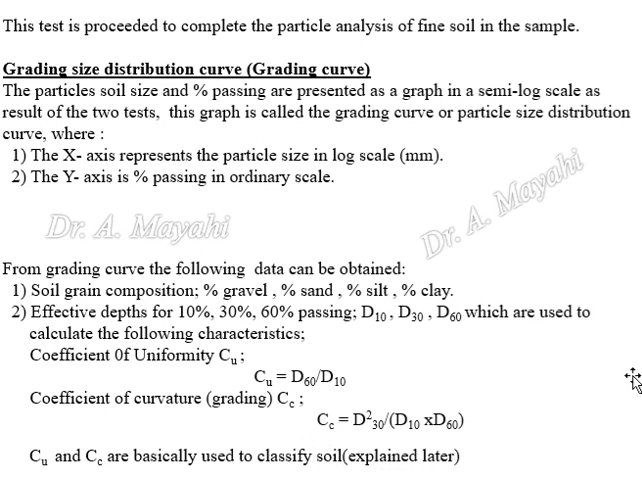 This test is proceeded to complete the particle analysis of fine soil in the sample.
Grading size distribution curve (Grading curve)
The particles soil size and % passing are presented as a graph in a semi-log scale as
result of the two tests,  this graph is called the grading curve or particle size distribution
curve, where :
1) The X- axis represents the particle size in log scale (mm).
2) The Y- axis is % passing in ordinary scale.
Dr. A. Mayahi
Dr. A. Mayahi
From grading curve the following  data can be obtained:
1) Soil grain composition; % gravel , % sand , % silt , % clay.
2) Effective depths for 10%, 30%, 60% passing; D₁₀ , D₃₀ , D₆₀ which are used to
calculate the following characteristics;
Coefficient 0f Uniformity Cᵤ ;
Cᵤ = D₆₀/D₁₀
Coefficient of curvature (grading) C꜀ ;
C꜀ = D²₃₀/(D₁₀ xD₆₀)
Cᵤ  and C꜀ are basically used to classify soil(explained later)